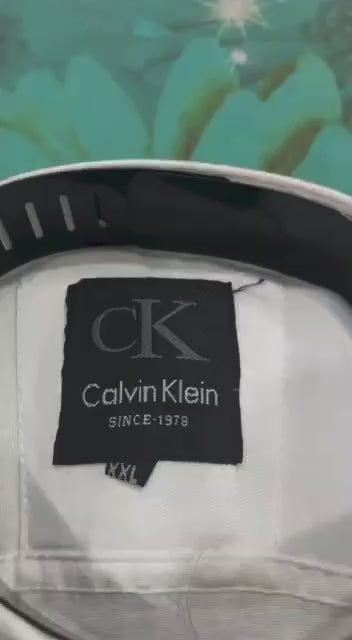 CK
Calvin Klein
SINCE-1978
XXL